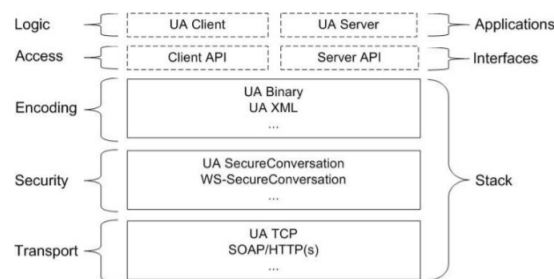 Logic UA Client UA Server Applications
Access Client API Server API Interfaces
Encoding
UA Binary
UA XML
...
Security
UA SecureConversation
WS-SecureConversation
...
Stack
Transport
UA TCP
SOAP/HTTP(s)
...